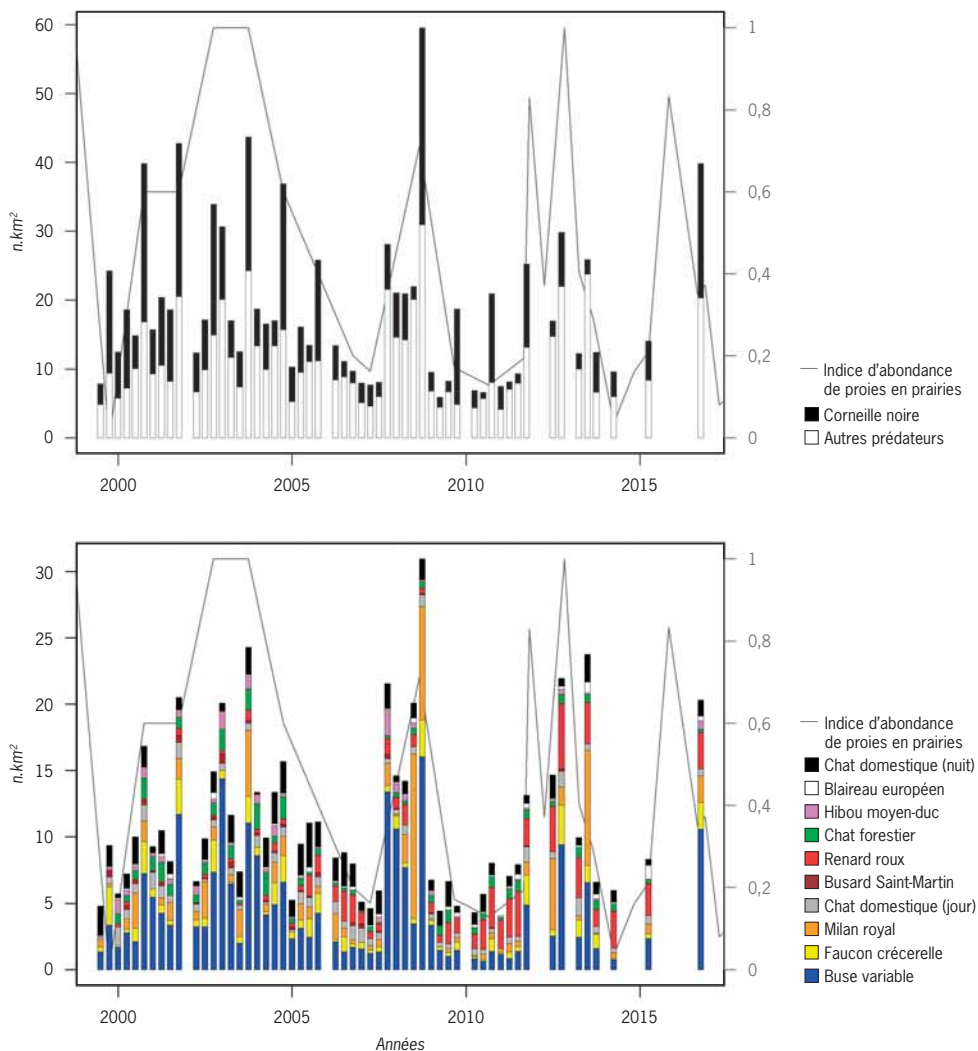 60
50
40
30
20
10
0
n.km²
1
0,8
0,6
0,4
0,2
0
2000 2005 2010 2015
Indice d'abondance
de proies en prairies
Corneille noire
Autres prédateurs
30
25
20
15
10
5
0
n.km²
1
0,8
0,6
0,4
0,2
0
2000 2005 2010 2015
Années
Indice d'abondance
de proies en prairies
Chat domestique (nuit)
Blaireau européen
Hibou moyen-duc
Chat forestier
Renard roux
Busard Saint-Martin
Chat domestique (jour)
Milan royal
Faucon crécerelle
Buse variable